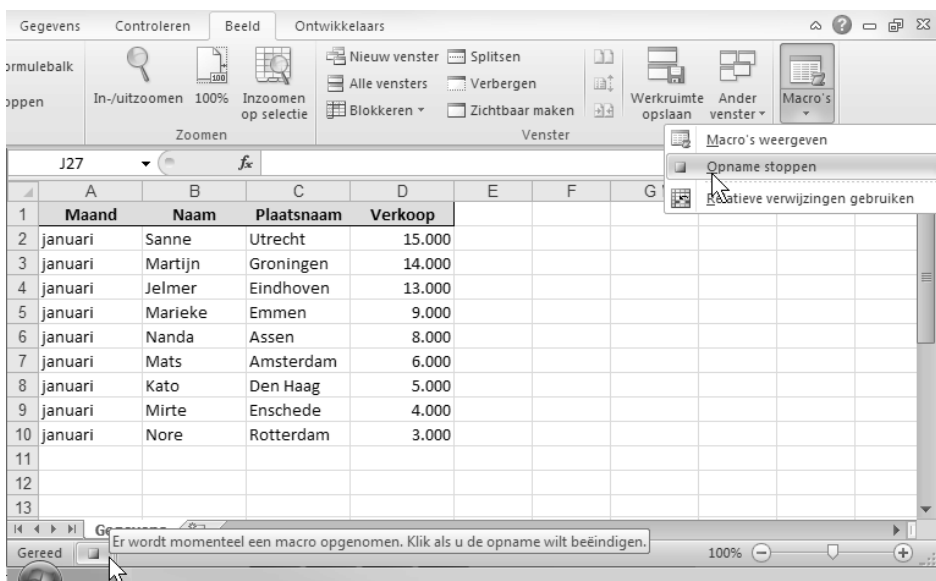 Gegevens Controleren Beeld Ontwikkelaars
ormulebalk
oppen
In-/uitzoomen 100% Inzoomen op selectie
Zoomen
Nieuw venster
Alle vensters
Blokkeren
Splitsen
Verbergen
Zichtbaar maken
Venster
Werkruimte opslaan
Ander venster
Macro's
Macro's weergeven
Opname stoppen
Relatieve verwijzingen gebruiken
J27 fx
A B C D E F G
1 Maand Naam Plaatsnaam Verkoop
2 januari Sanne Utrecht 15.000
3 januari Martijn Groningen 14.000
4 januari Jelmer Eindhoven 13.000
5 januari Marieke Emmen 9.000
6 januari Nanda Assen 8.000
7 januari Mats Amsterdam 6.000
8 januari Kato Den Haag 5.000
9 januari Mirte Enschede 4.000
10 januari Nore Rotterdam 3.000
11
12
13
Gegevens
Er wordt momenteel een macro opgenomen. Klik als u de opname wilt beëindigen.
Gereed 100%